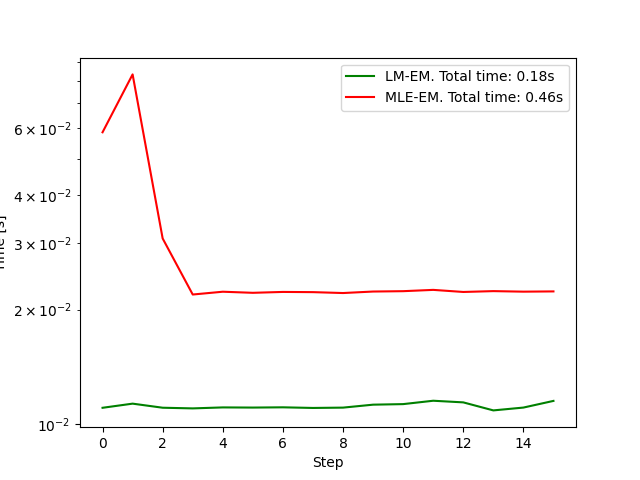 LM-EM. Total time: 0.18s
MLE-EM. Total time: 0.46s
6 × 10⁻²
4 × 10⁻²
3 × 10⁻²
2 × 10⁻²
10⁻²
Time [s]
0 2 4 6 8 10 12 14
Step